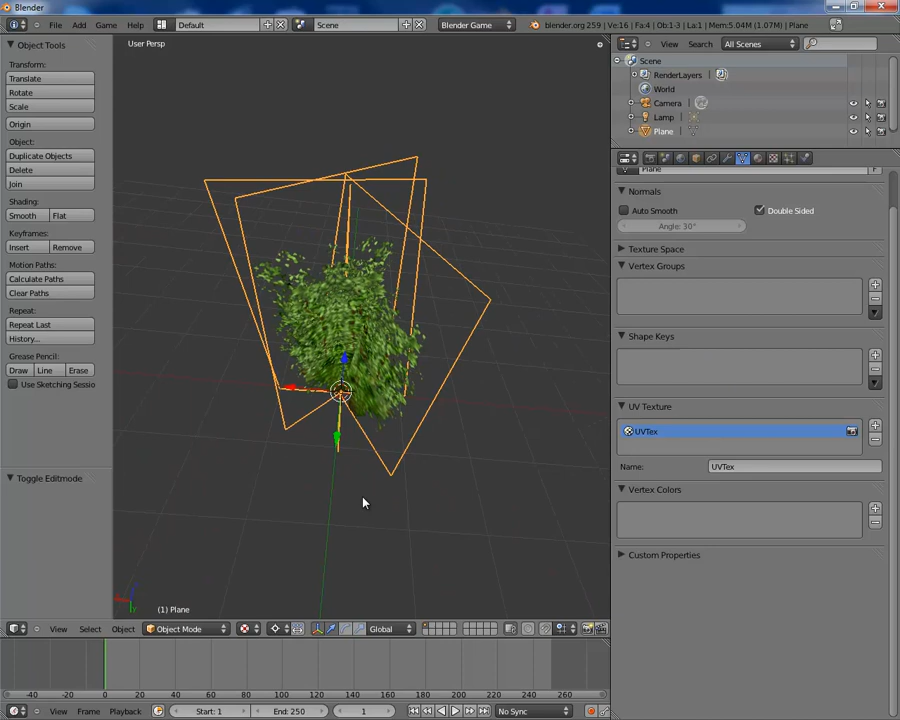 Blender
File Add Game Help Default Scene Blender Game blender.org 259 | Ve:16 | Fa:4 | Ob:1-3 | La:1 | Mem:5.04M (1.07M) | Plane
Object Tools
Transform:
Translate
Rotate
Scale
Origin
Object:
Duplicate Objects
Delete
Join
Shading:
Smooth Flat
Keyframes:
Insert Remove
Motion Paths:
Calculate Paths
Clear Paths
Repeat:
Repeat Last
History...
Grease Pencil:
Draw Line Erase
Use Sketching Sessio
Toggle Editmode
User Persp
(1) Plane
View Select Object Object Mode Global
View Search All Scenes
Scene
RenderLayers
World
Camera
Lamp
Plane
Plane F
Normals
Auto Smooth Double Sided
Angle: 30°
Texture Space
Vertex Groups
Shape Keys
UV Texture
UVTex
Name: UVTex
Vertex Colors
Custom Properties
-40 -20 0 20 40 60 80 100 120 140 160 180 200 220 240 260
View Frame Playback Start: 1 End: 250 1 No Sync